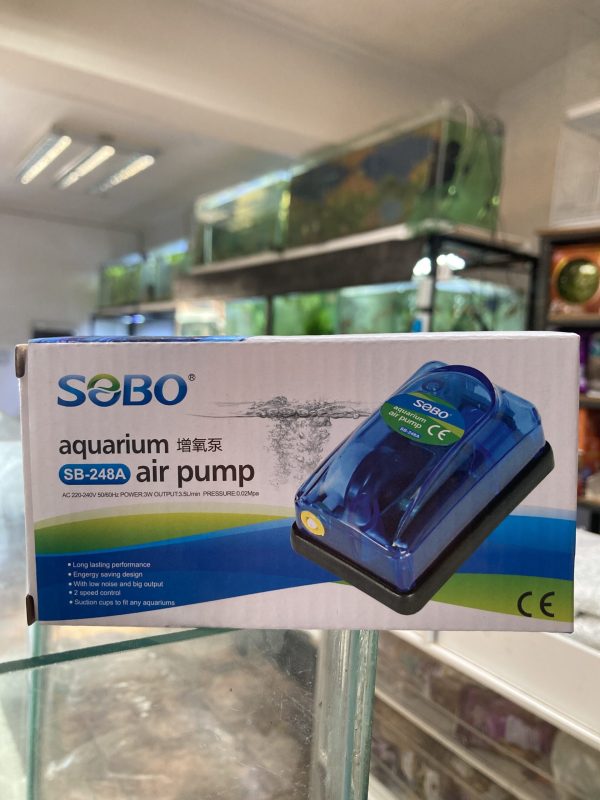 SOBO®
aquarium 增氧泵
SB-248A air pump
AC 220-240V 50/60Hz POWER:3W OUTPUT:3.5L/min PRESSURE:0.02Mpa
• Long lasting performance
• Engergy saving design
• With low noise and big output
• 2 speed control
• Suction cups to fit any aquariums
SOBO
aquarium
air pump
SB-248A
CE
CE